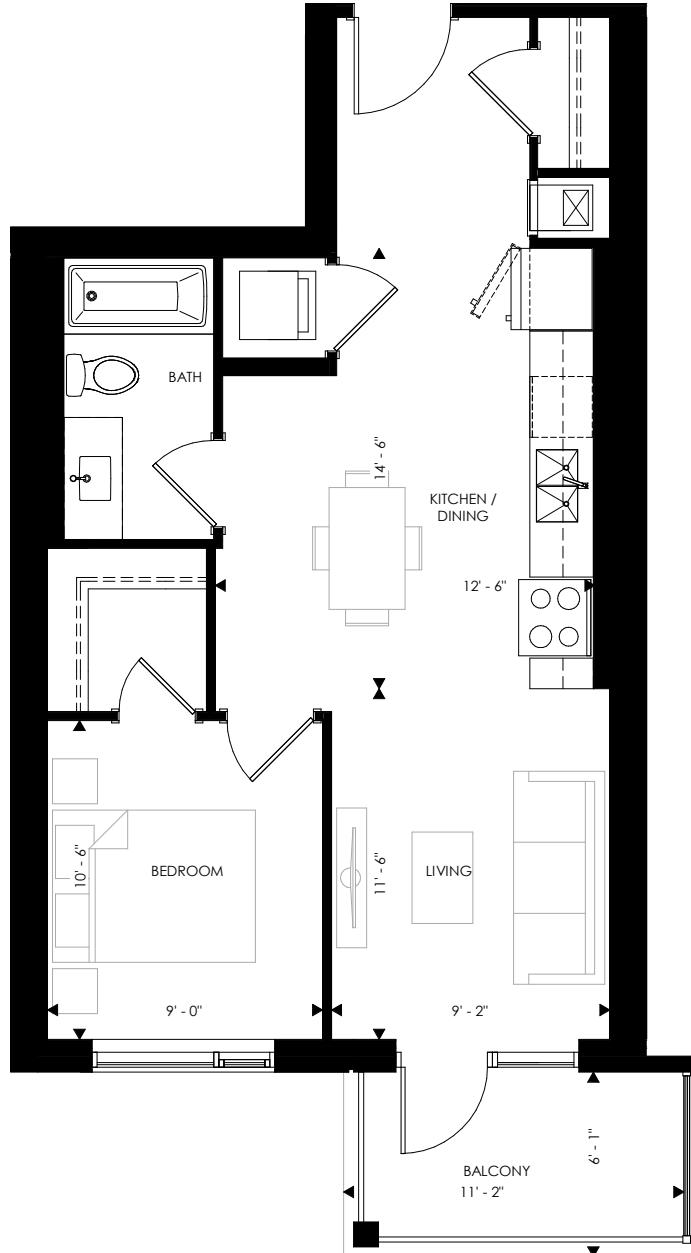 BATH
14' - 6"
KITCHEN /
DINING
12' - 6"
10' - 6"
BEDROOM
11' - 6"
LIVING
9' - 0"
9' - 2"
6' - 1"
BALCONY
11' - 2"